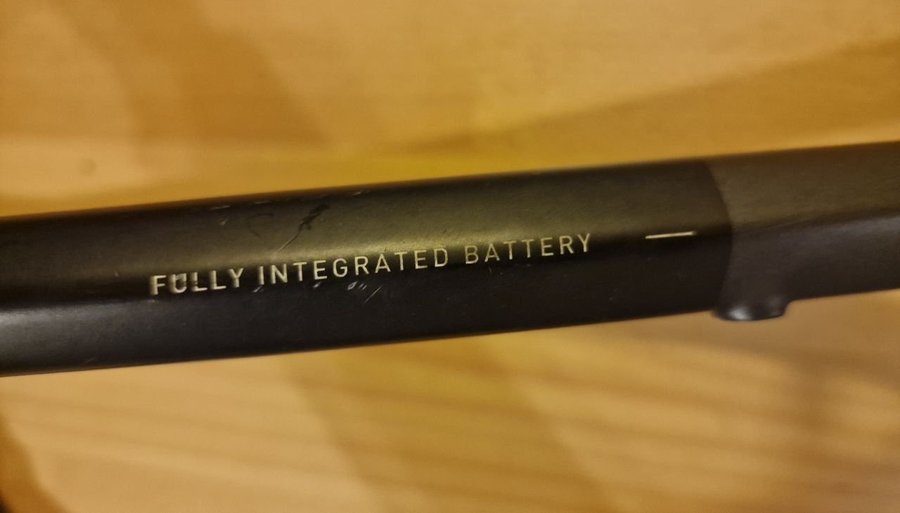 FULLY INTEGRATED BATTERY —